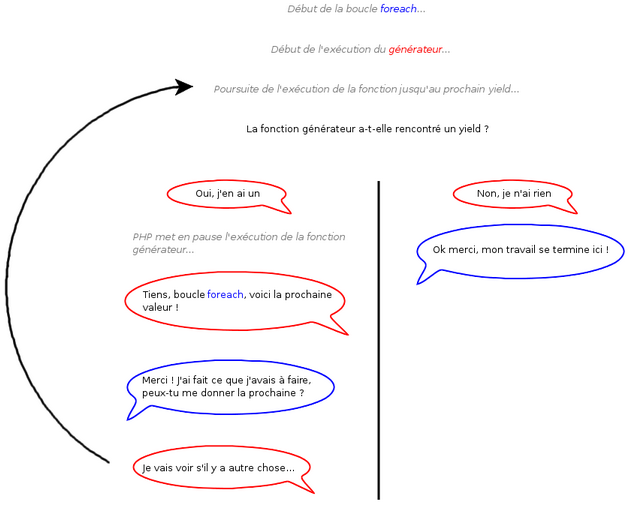 Début de la boucle foreach...
Début de l'exécution du générateur...
Poursuite de l'exécution de la fonction jusqu'au prochain yield...
La fonction générateur a-t-elle rencontré un yield ?
Oui, j'en ai un
PHP met en pause l'exécution de la fonction
générateur...
Tiens, boucle foreach, voici la prochaine
valeur !
Merci ! J'ai fait ce que j'avais à faire,
peux-tu me donner la prochaine ?
Je vais voir s'il y a autre chose...
Non, je n'ai rien
Ok merci, mon travail se termine ici !